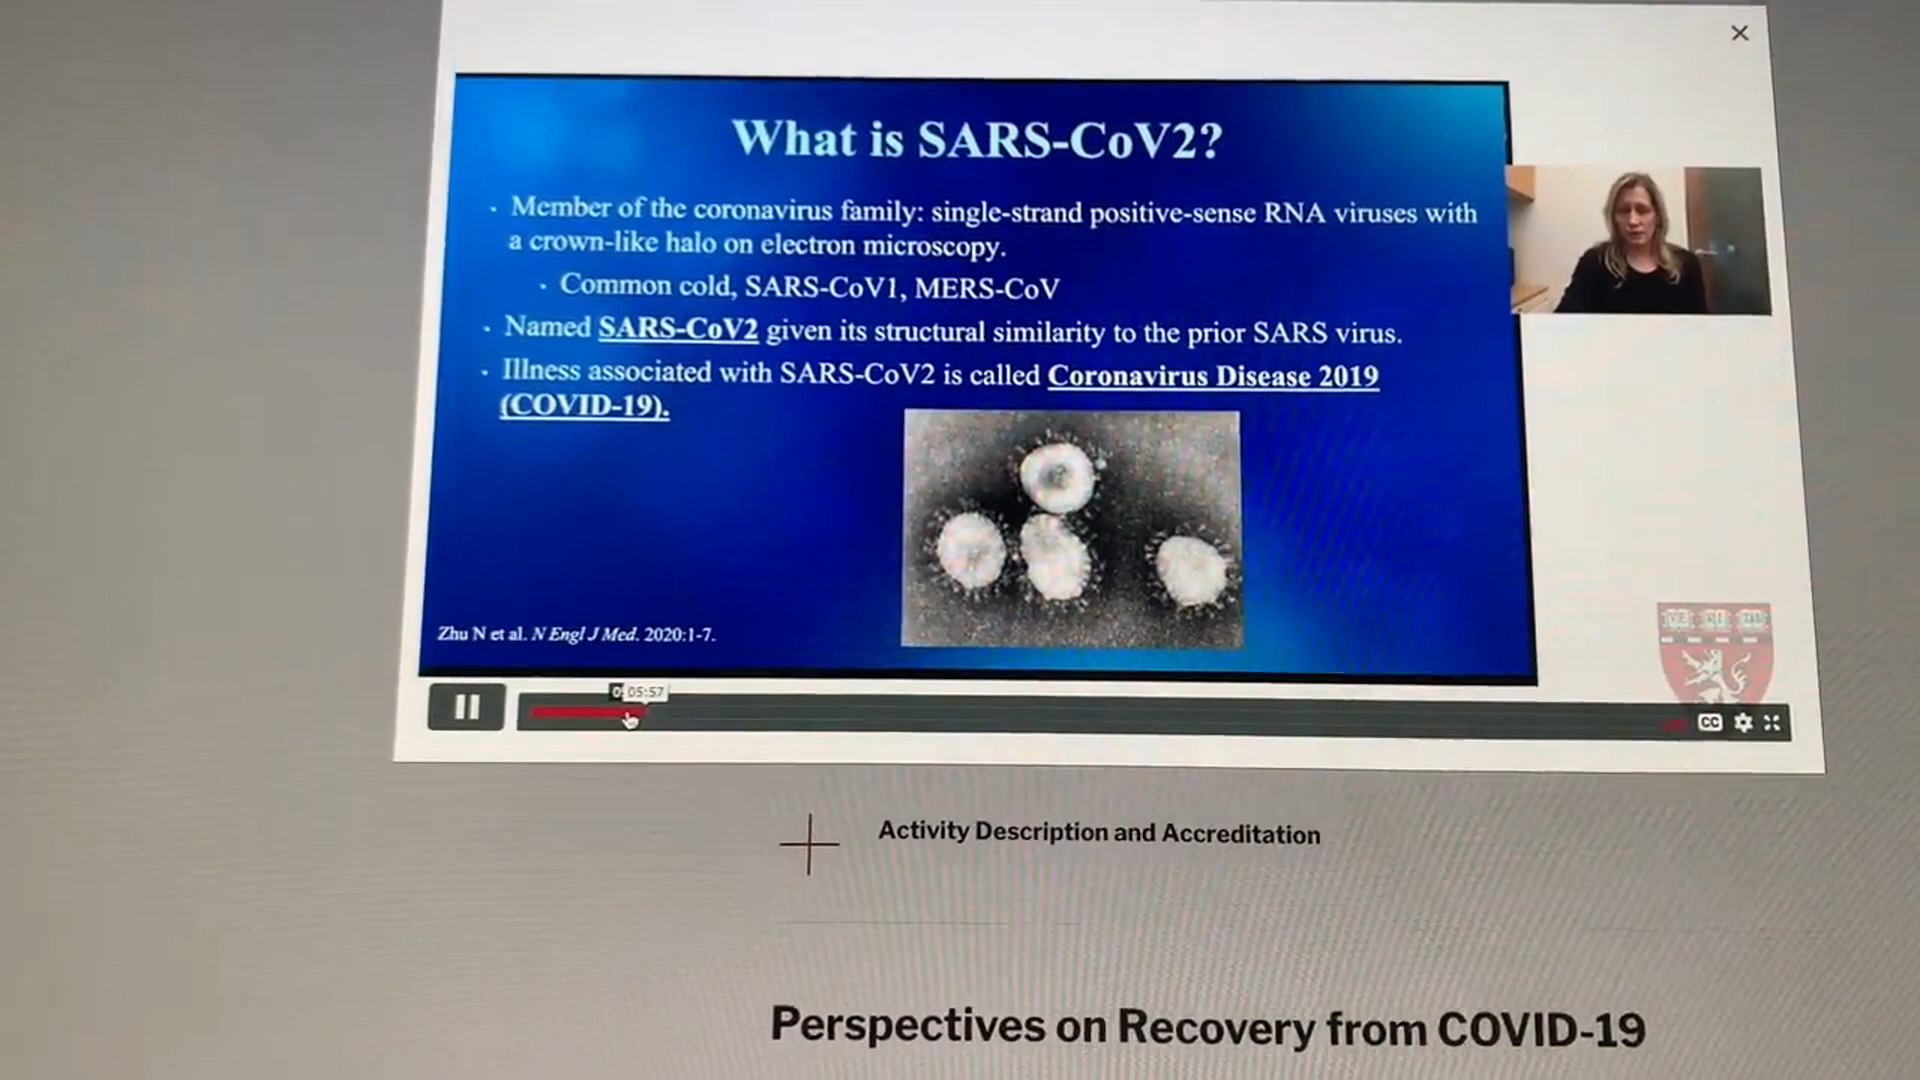 What is SARS-CoV2?
· Member of the coronavirus family: single-strand positive-sense RNA viruses with
a crown-like halo on electron microscopy.
· Common cold, SARS-CoV1, MERS-CoV
· Named SARS-CoV2 given its structural similarity to the prior SARS virus.
· Illness associated with SARS-CoV2 is called Coronavirus Disease 2019
(COVID-19).
Zhu N et al. N Engl J Med. 2020:1-7.
05:57
CC
Activity Description and Accreditation
Perspectives on Recovery from COVID-19